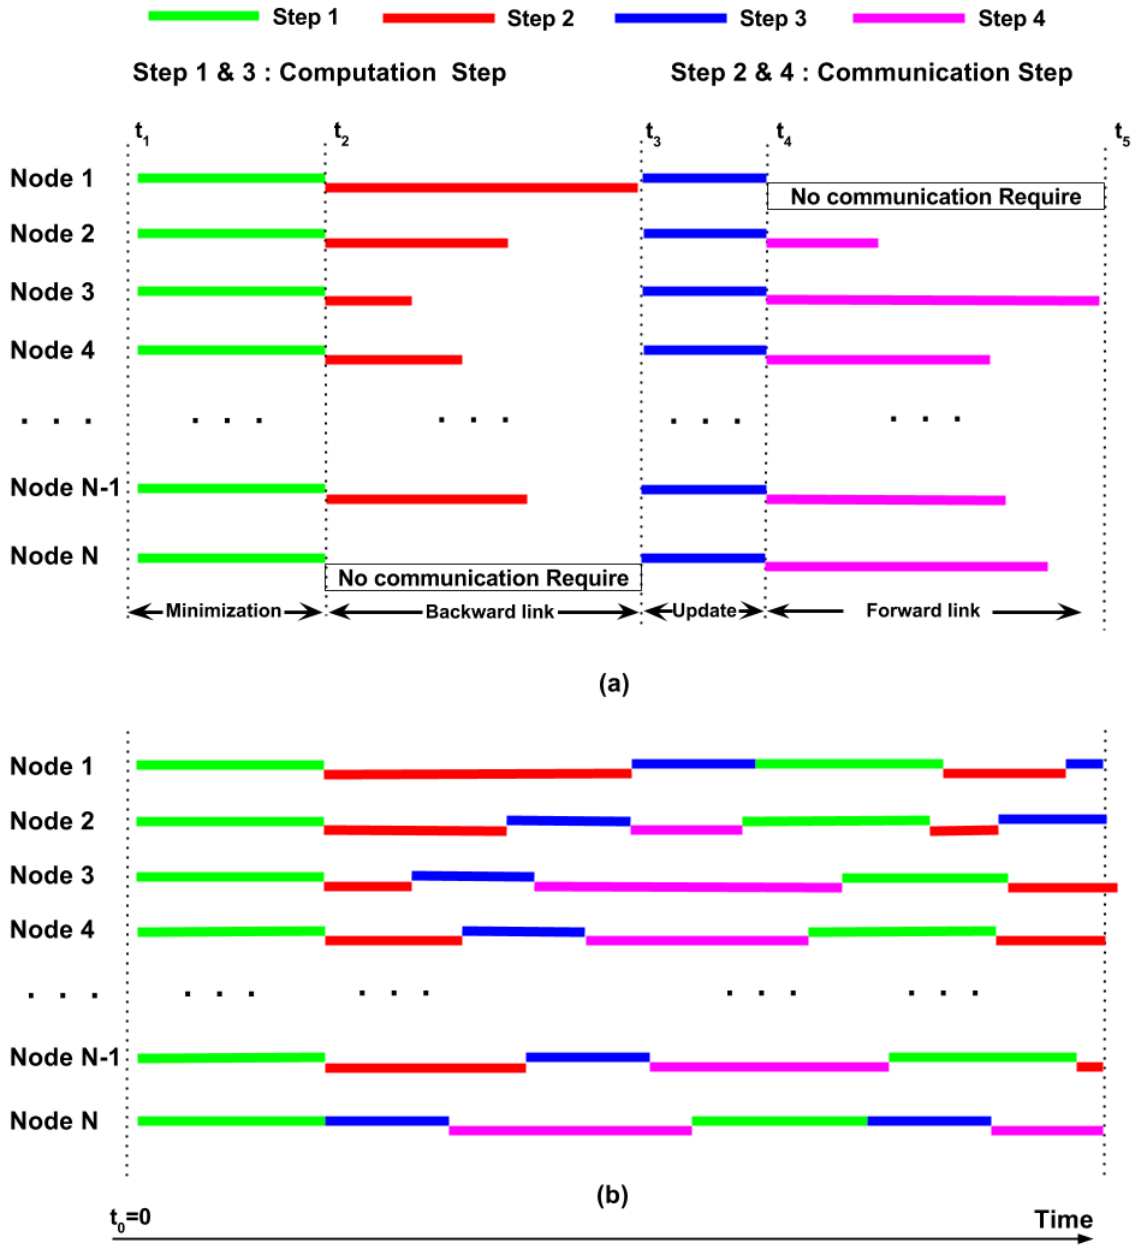 Step 1 Step 2 Step 3 Step 4
Step 1 & 3 : Computation Step Step 2 & 4 : Communication Step
t1 t2 t3 t4 t5
Node 1
No communication Require
Node 2
Node 3
Node 4
. . . . . . . . . . . . . . .
Node N-1
Node N
No communication Require
Minimization Backward link Update Forward link
(a)
Node 1
Node 2
Node 3
Node 4
. . . . . . . . . . . . . . .
Node N-1
Node N
(b)
t0=0 Time